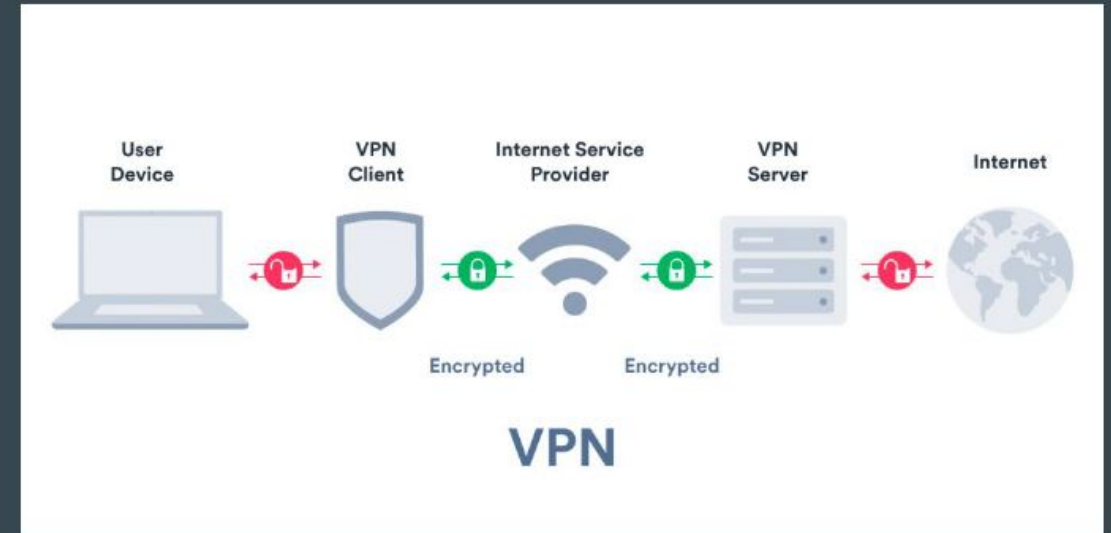 User
Device
VPN
Client
Internet Service
Provider
VPN
Server
Internet
Encrypted
Encrypted
VPN